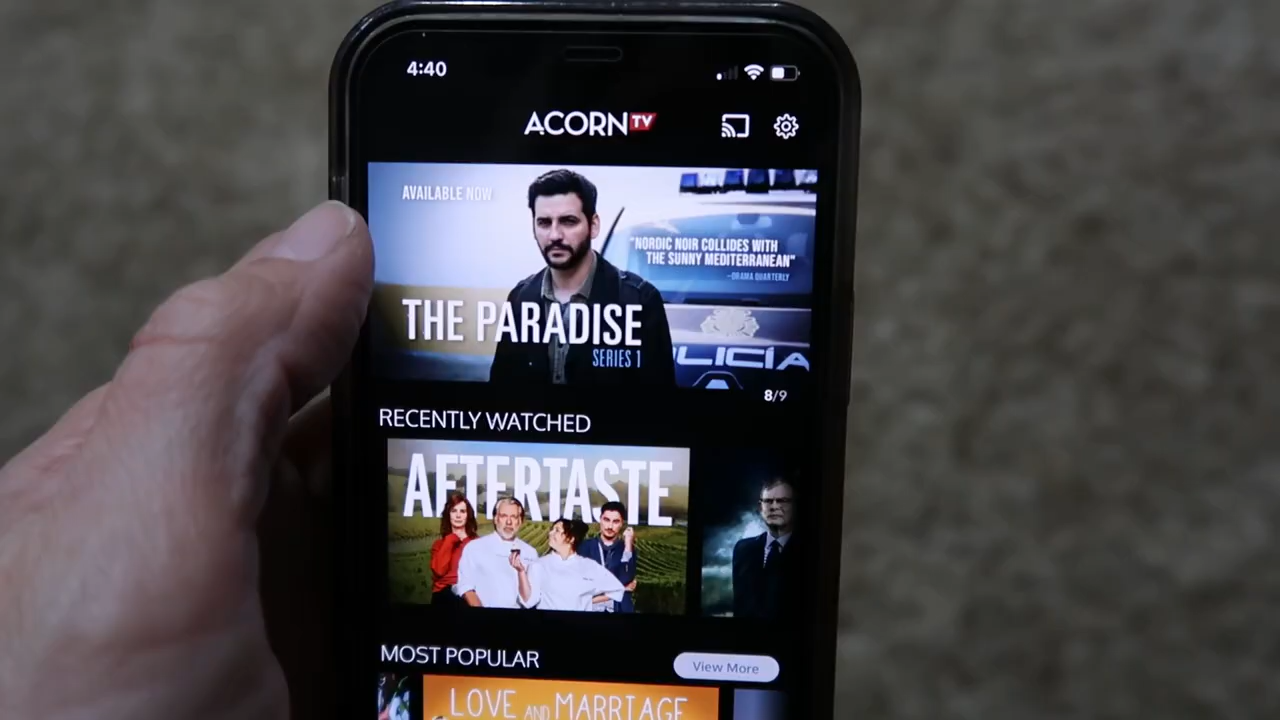 4:40
ACORN TV
AVAILABLE NOW
"NORDIC NOIR COLLIDES WITH
THE SUNNY MEDITERRANEAN"
–DRAMA QUARTERLY
THE PARADISE
SERIES 1
LICÍA
8/9
RECENTLY WATCHED
AFTERTASTE
MOST POPULAR
View More
LOVE AND MARRIAGE